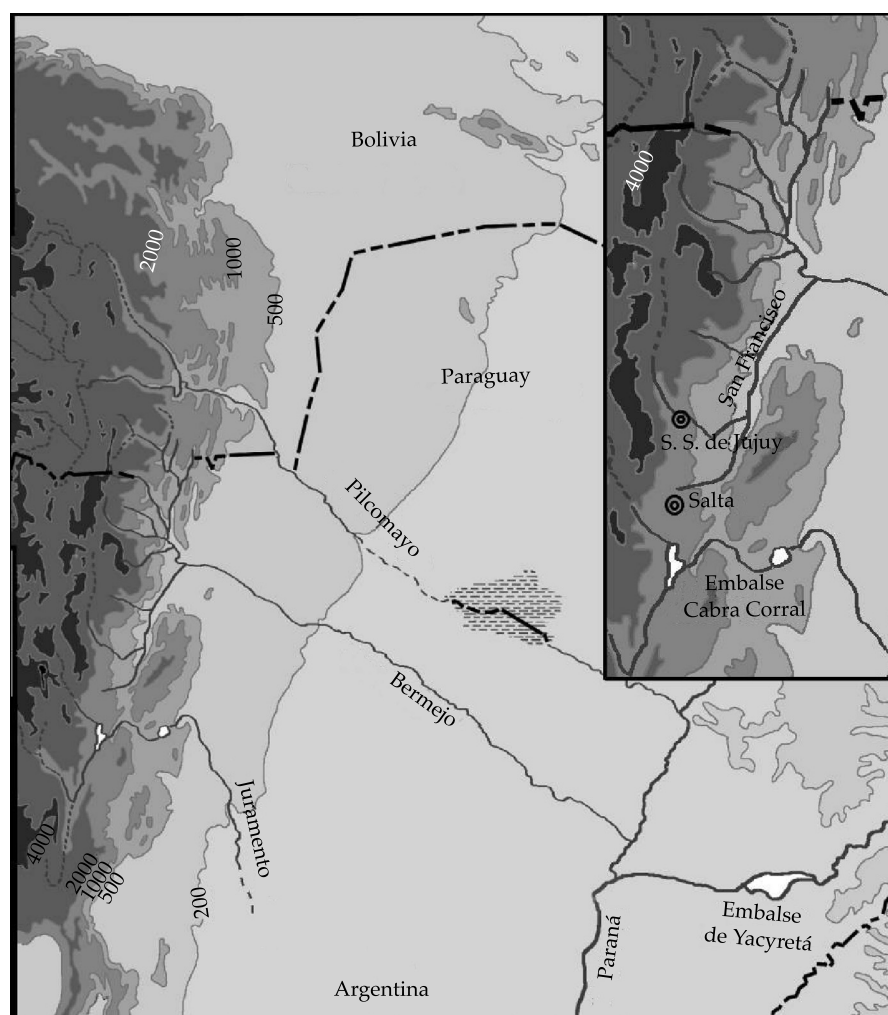 Bolivia
2000
1000
500
Paraguay
Pilcomayo
Bermejo
Juramento
4000
2000
1000
500
200
Argentina
Paraná
Embalse
de Yacyretá
4000
San Francisco
S. S. de Jujuy
Salta
Embalse
Cabra Corral